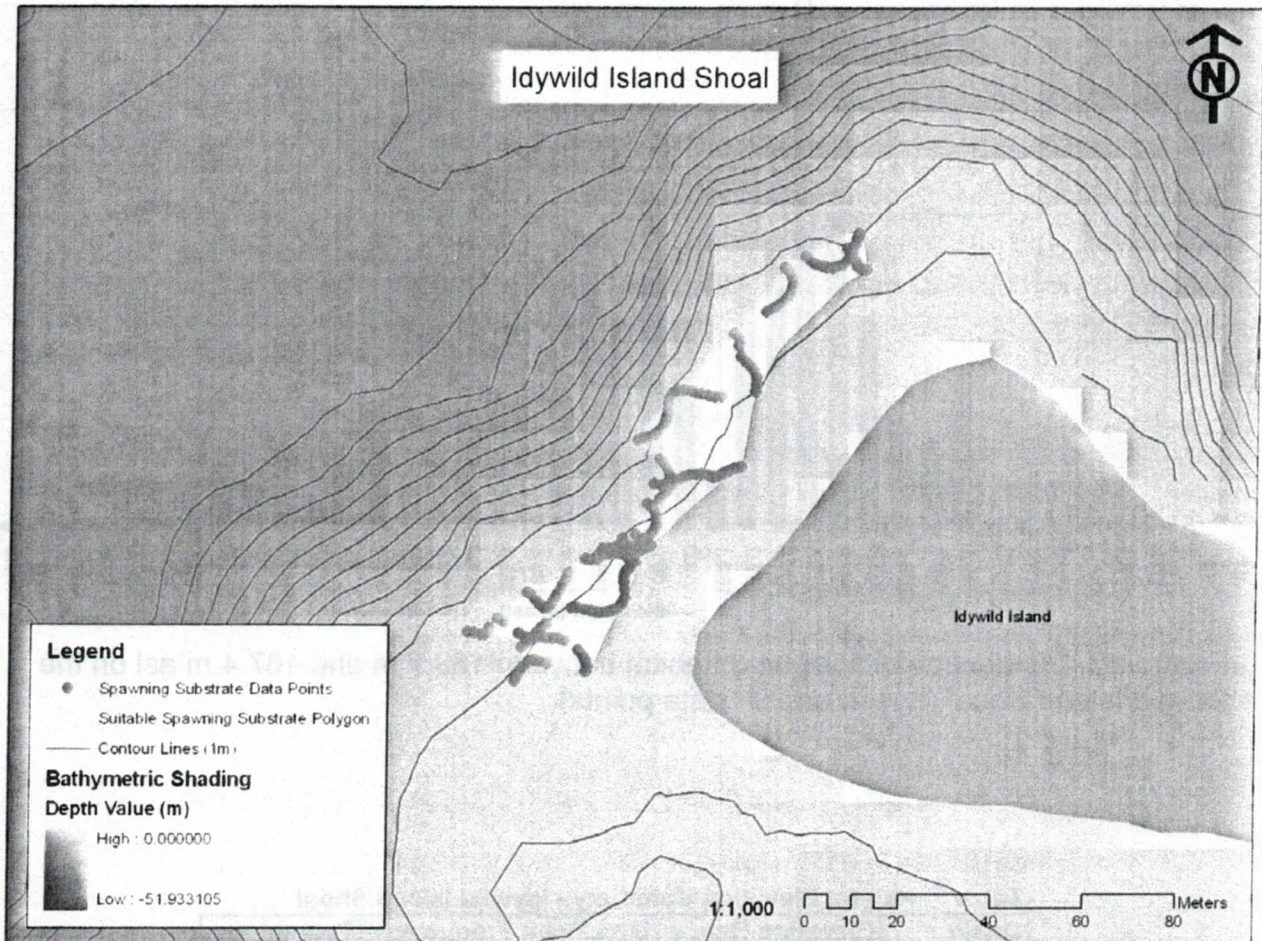 Idywild Island Shoal
N
Idywild Island
Legend
Spawning Substrate Data Points
Suitable Spawning Substrate Polygon
Contour Lines (1m)
Bathymetric Shading
Depth Value (m)
High : 0.000000
Low : -51.933105
1:1,000
0 5 10 20 40 60 80 Meters